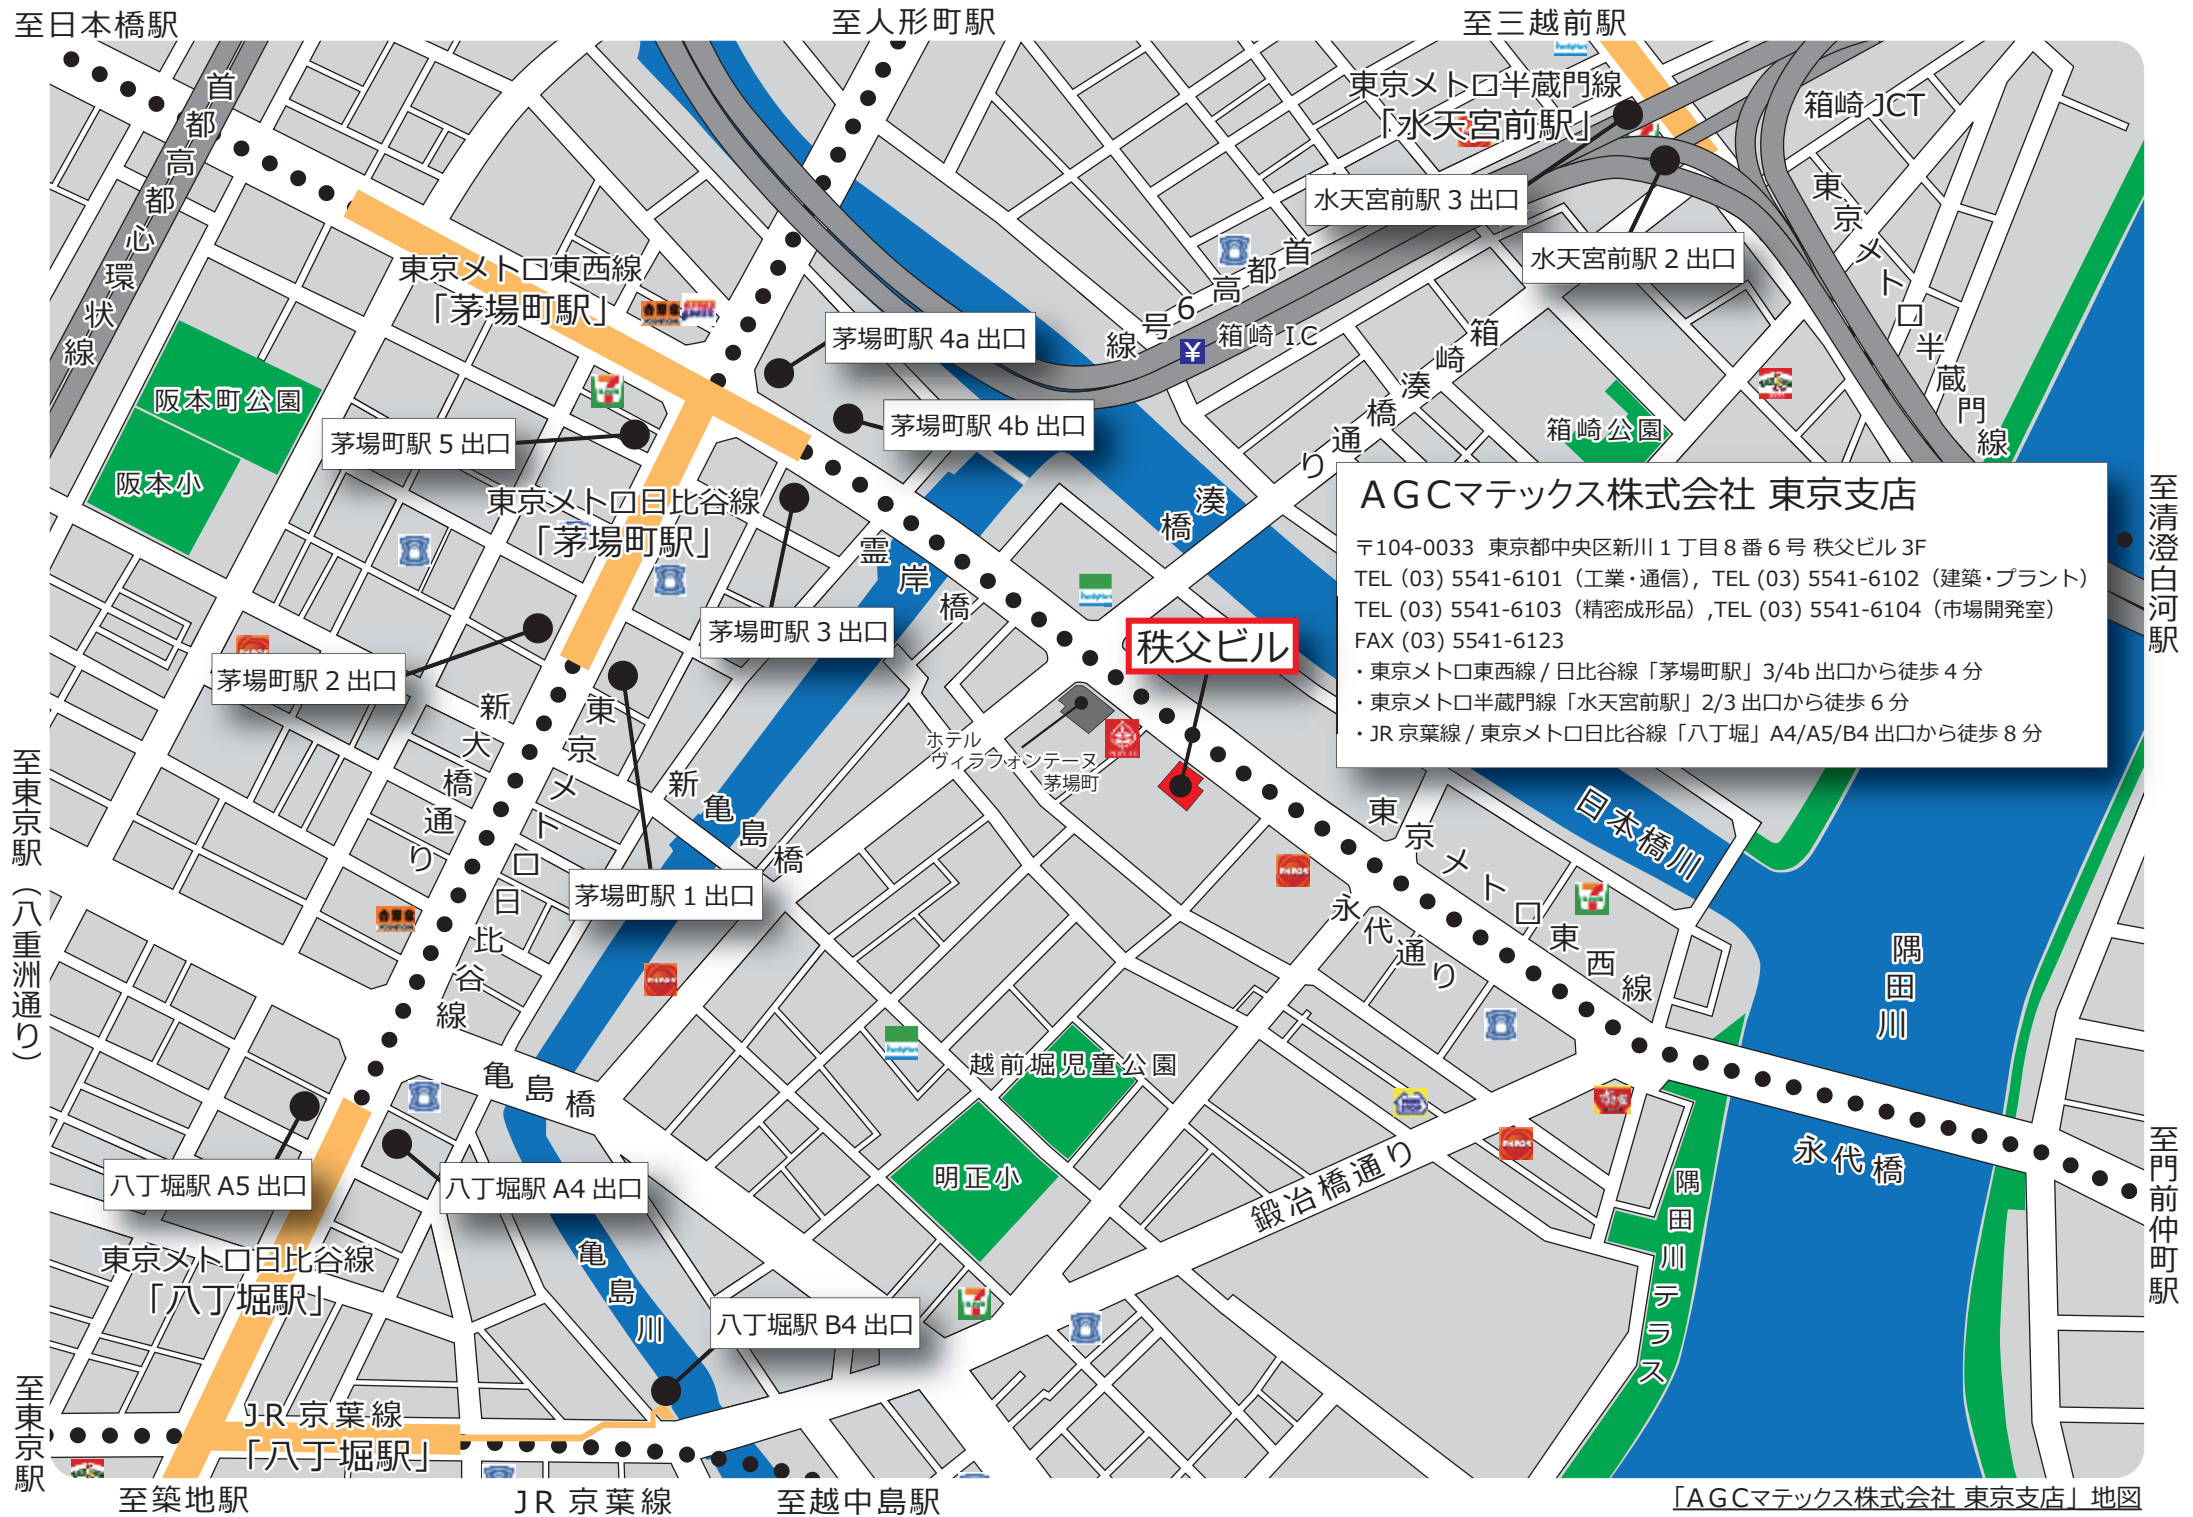 至日本橋駅
至人形町駅
至三越前駅
首都高都心環状線
東京メトロ半蔵門線
「水天宮前駅」
箱崎 JCT
水天宮前駅 3 出口
水天宮前駅 2 出口
東京メトロ半蔵門線
東京メトロ東西線
「茅場町駅」
首都高
6号線
箱崎 IC
¥
茅場町駅 4a 出口
茅場町駅 4b 出口
箱崎湊橋通り
箱崎公園
阪本町公園
阪本小
茅場町駅 5 出口
東京メトロ日比谷線
「茅場町駅」
霊岸橋
湊橋
茅場町駅 3 出口
茅場町駅 2 出口
秩父ビル
AGCマテックス株式会社 東京支店
〒104-0033 東京都中央区新川 1 丁目 8 番 6 号 秩父ビル 3F
TEL (03) 5541-6101（工業・通信）, TEL (03) 5541-6102（建築・プラント）
TEL (03) 5541-6103（精密成形品）,TEL (03) 5541-6104（市場開発室）
FAX (03) 5541-6123
・東京メトロ東西線 / 日比谷線「茅場町駅」3/4b 出口から徒歩 4 分
・東京メトロ半蔵門線「水天宮前駅」2/3 出口から徒歩 6 分
・JR 京葉線 / 東京メトロ日比谷線「八丁堀」A4/A5/B4 出口から徒歩 8 分
至清澄白河駅
新大橋通り
東京メトロ日比谷線
ホテル
ヴィラフォンテーヌ
茅場町
新亀島橋
茅場町駅 1 出口
至東京駅（八重洲通り）
東京メトロ東西線
永代通り
日本橋川
隅田川
亀島橋
越前堀児童公園
明正小
鍛冶橋通り
永代橋
隅田川テラス
至門前仲町駅
八丁堀駅 A5 出口
八丁堀駅 A4 出口
東京メトロ日比谷線
「八丁堀駅」
亀島川
八丁堀駅 B4 出口
JR 京葉線
「八丁堀駅」
至東京駅
至築地駅
JR 京葉線
至越中島駅
「AGCマテックス株式会社 東京支店」地図